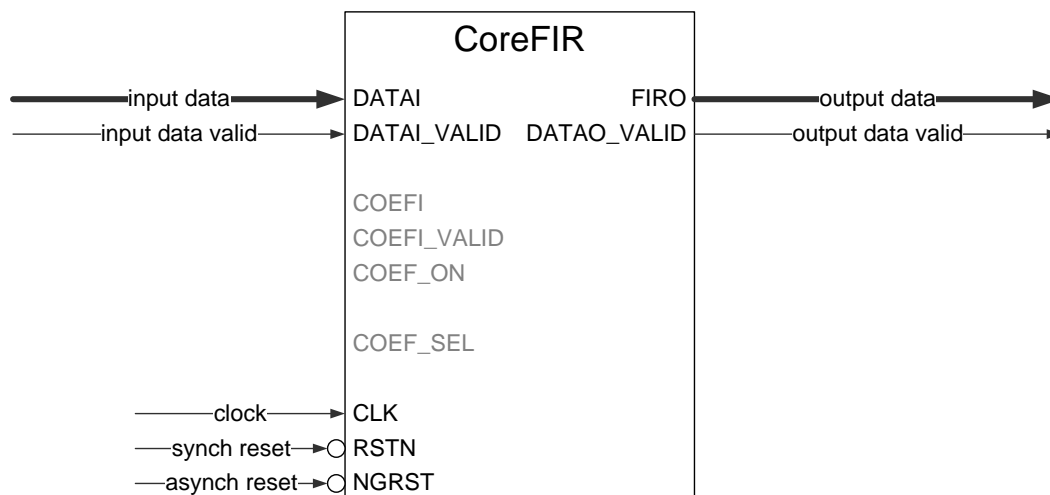 CoreFIR
input data DATAI FIRO output data
input data valid DATAI_VALID DATAO_VALID output data valid
COEFI
COEFI_VALID
COEF_ON
COEF_SEL
clock CLK
synch reset RSTN
asynch reset NGRST